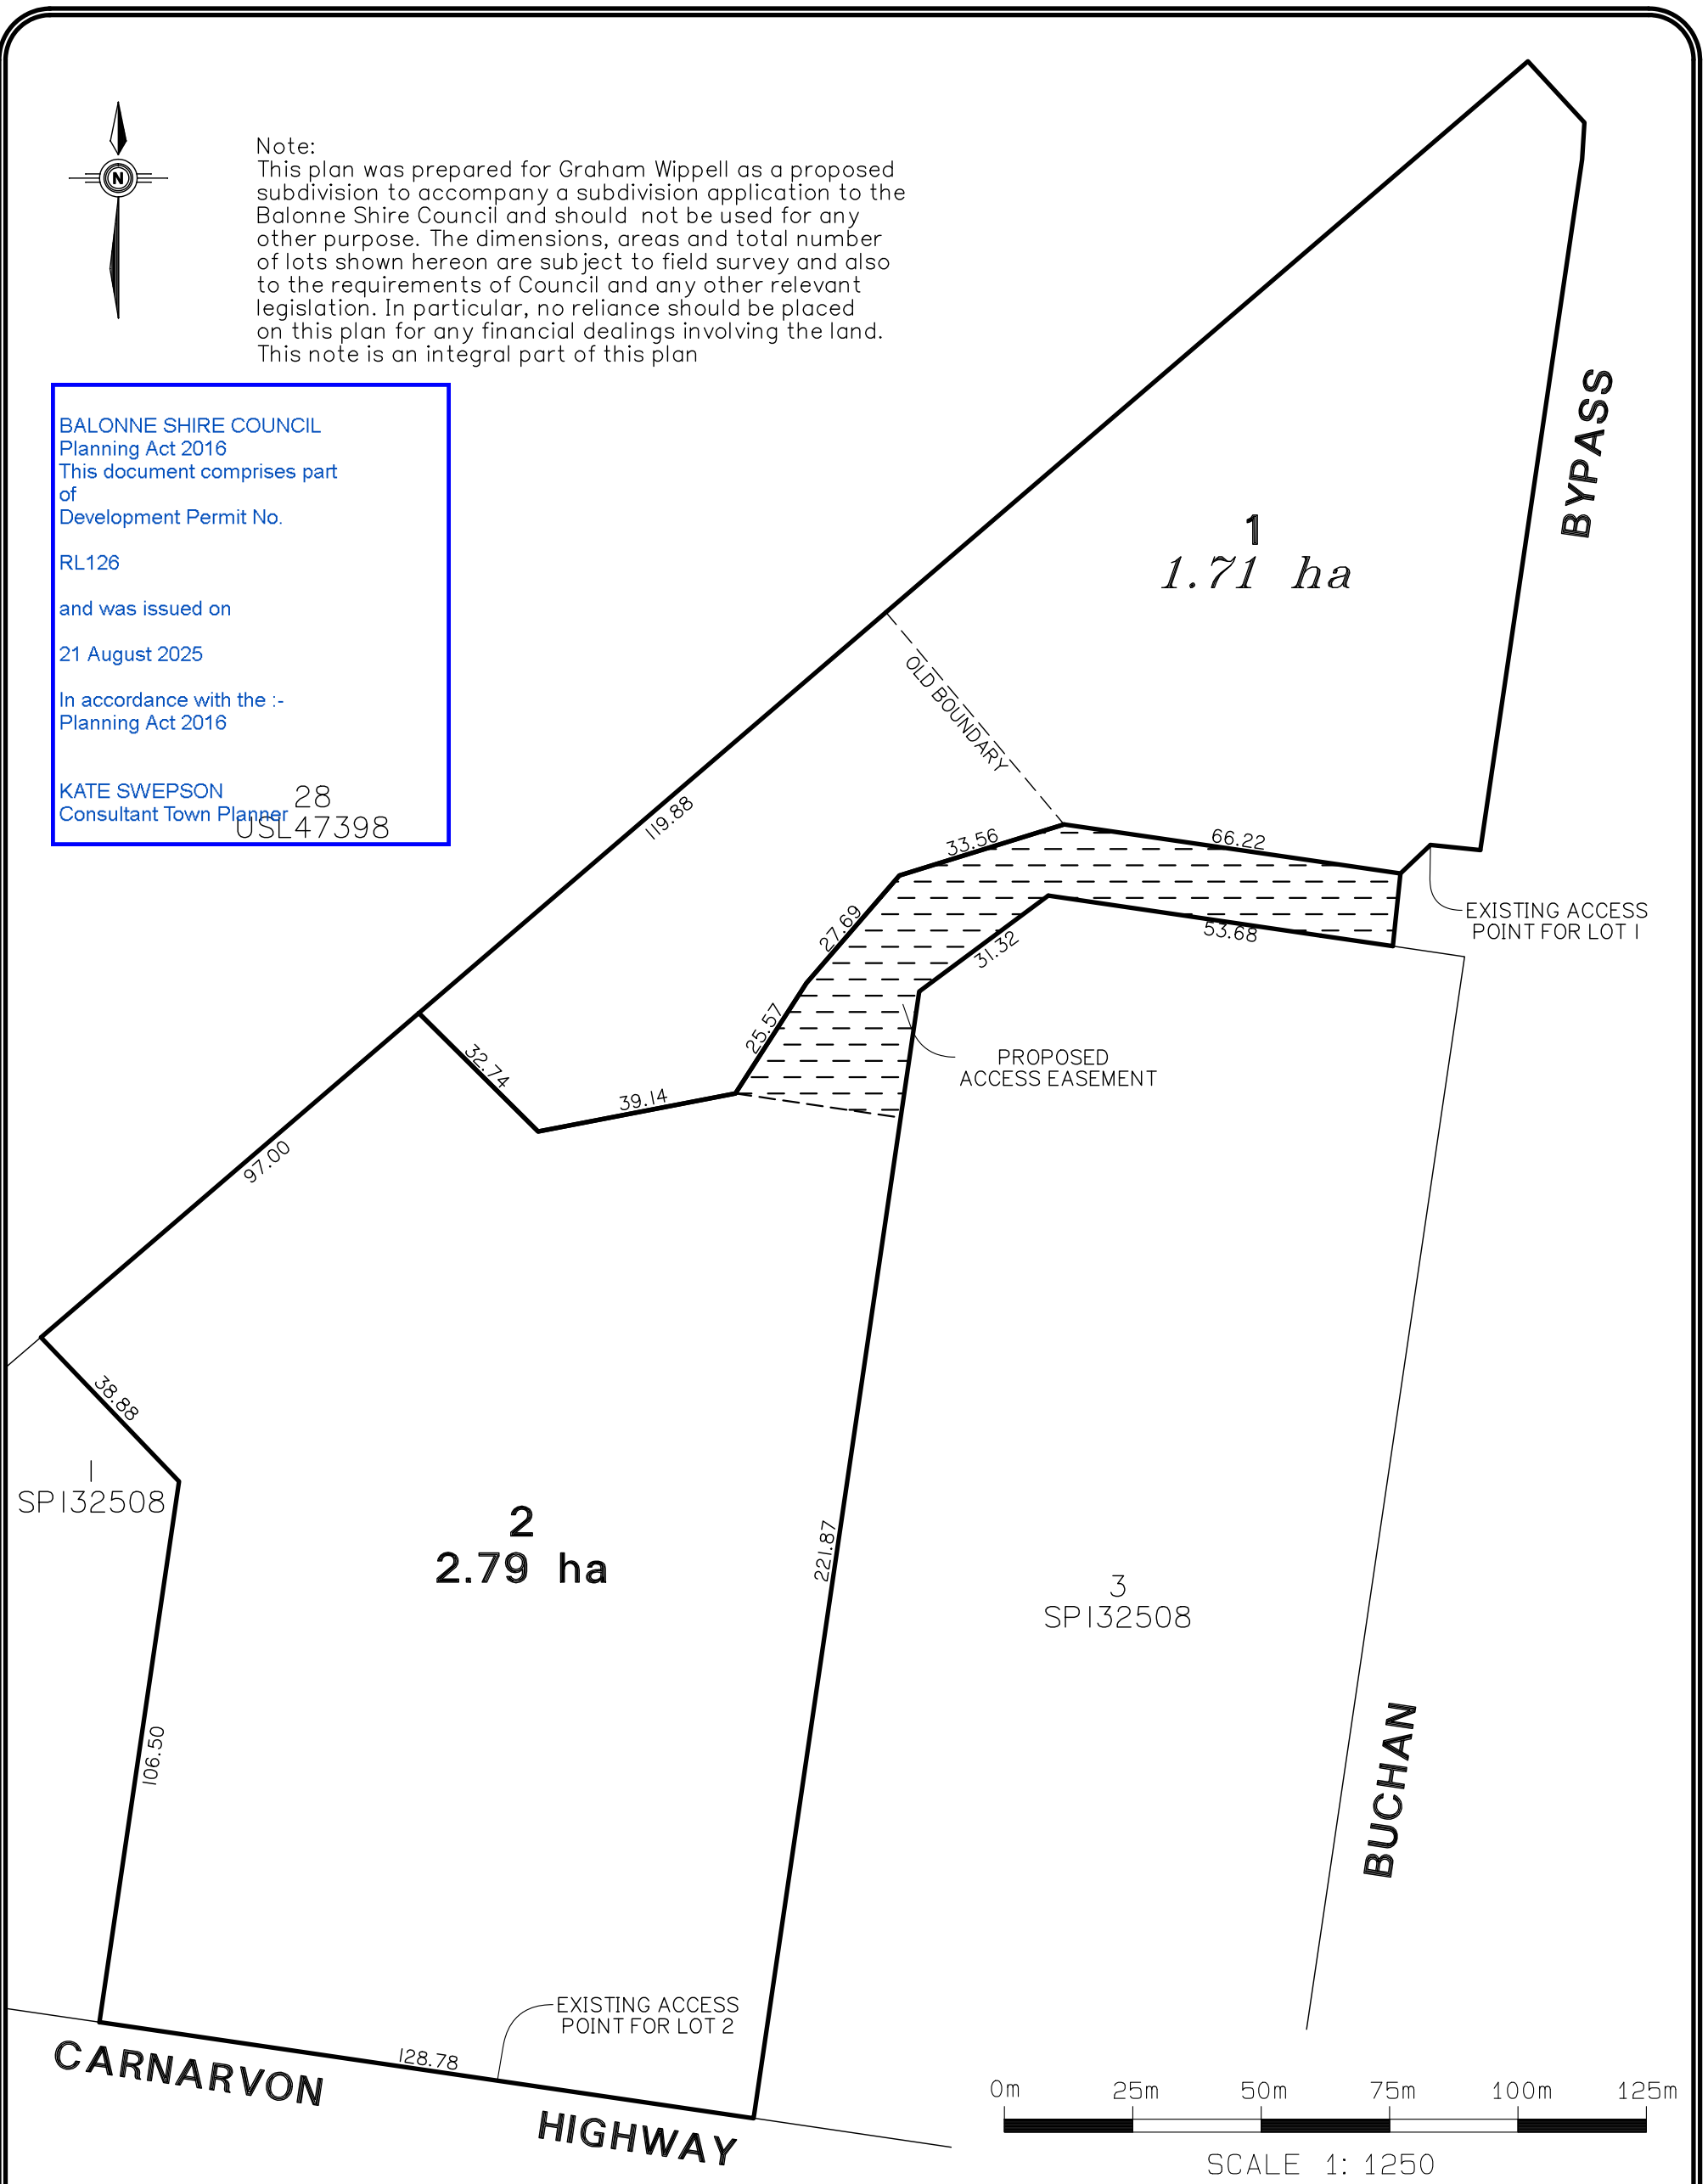 N
Note:
This plan was prepared for Graham Wippell as a proposed
subdivision to accompany a subdivision application to the
Balonne Shire Council and should not be used for any
other purpose. The dimensions, areas and total number
of lots shown hereon are subject to field survey and also
to the requirements of Council and any other relevant
legislation. In particular, no reliance should be placed
on this plan for any financial dealings involving the land.
This note is an integral part of this plan
BALONNE SHIRE COUNCIL
Planning Act 2016
This document comprises part
of
Development Permit No.
RL126
and was issued on
21 August 2025
In accordance with the :-
Planning Act 2016
KATE SWEPSON
Consultant Town Planner
28
USL47398
BYPASS
1
1.71 ha
OLD BOUNDARY
119.88
33.56
66.22
EXISTING ACCESS
POINT FOR LOT 1
27.69
31.32
53.68
25.57
32.74
39.14
PROPOSED
ACCESS EASEMENT
97.00
38.88
1
SP132508
2
2.79 ha
221.87
3
SP132508
106.50
BUCHAN
EXISTING ACCESS
POINT FOR LOT 2
128.78
CARNARVON
HIGHWAY
0m 25m 50m 75m 100m 125m
SCALE 1: 1250